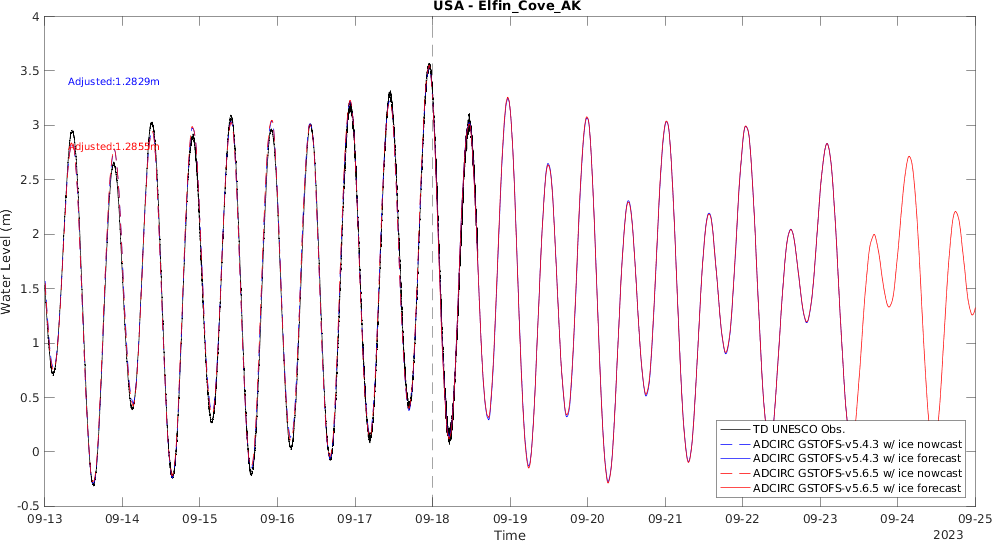 USA - Elfin_Cove_AK
4
3.5
3
2.5
2
1.5
1
0.5
0
-0.5
Water Level (m)
Adjusted:1.2829m
Adjusted:1.2855m
TD UNESCO Obs.
ADCIRC GSTOFS-v5.4.3 w/ ice nowcast
ADCIRC GSTOFS-v5.4.3 w/ ice forecast
ADCIRC GSTOFS-v5.6.5 w/ ice nowcast
ADCIRC GSTOFS-v5.6.5 w/ ice forecast
09-13 09-14 09-15 09-16 09-17 09-18 09-19 09-20 09-21 09-22 09-23 09-24 09-25
Time
2023